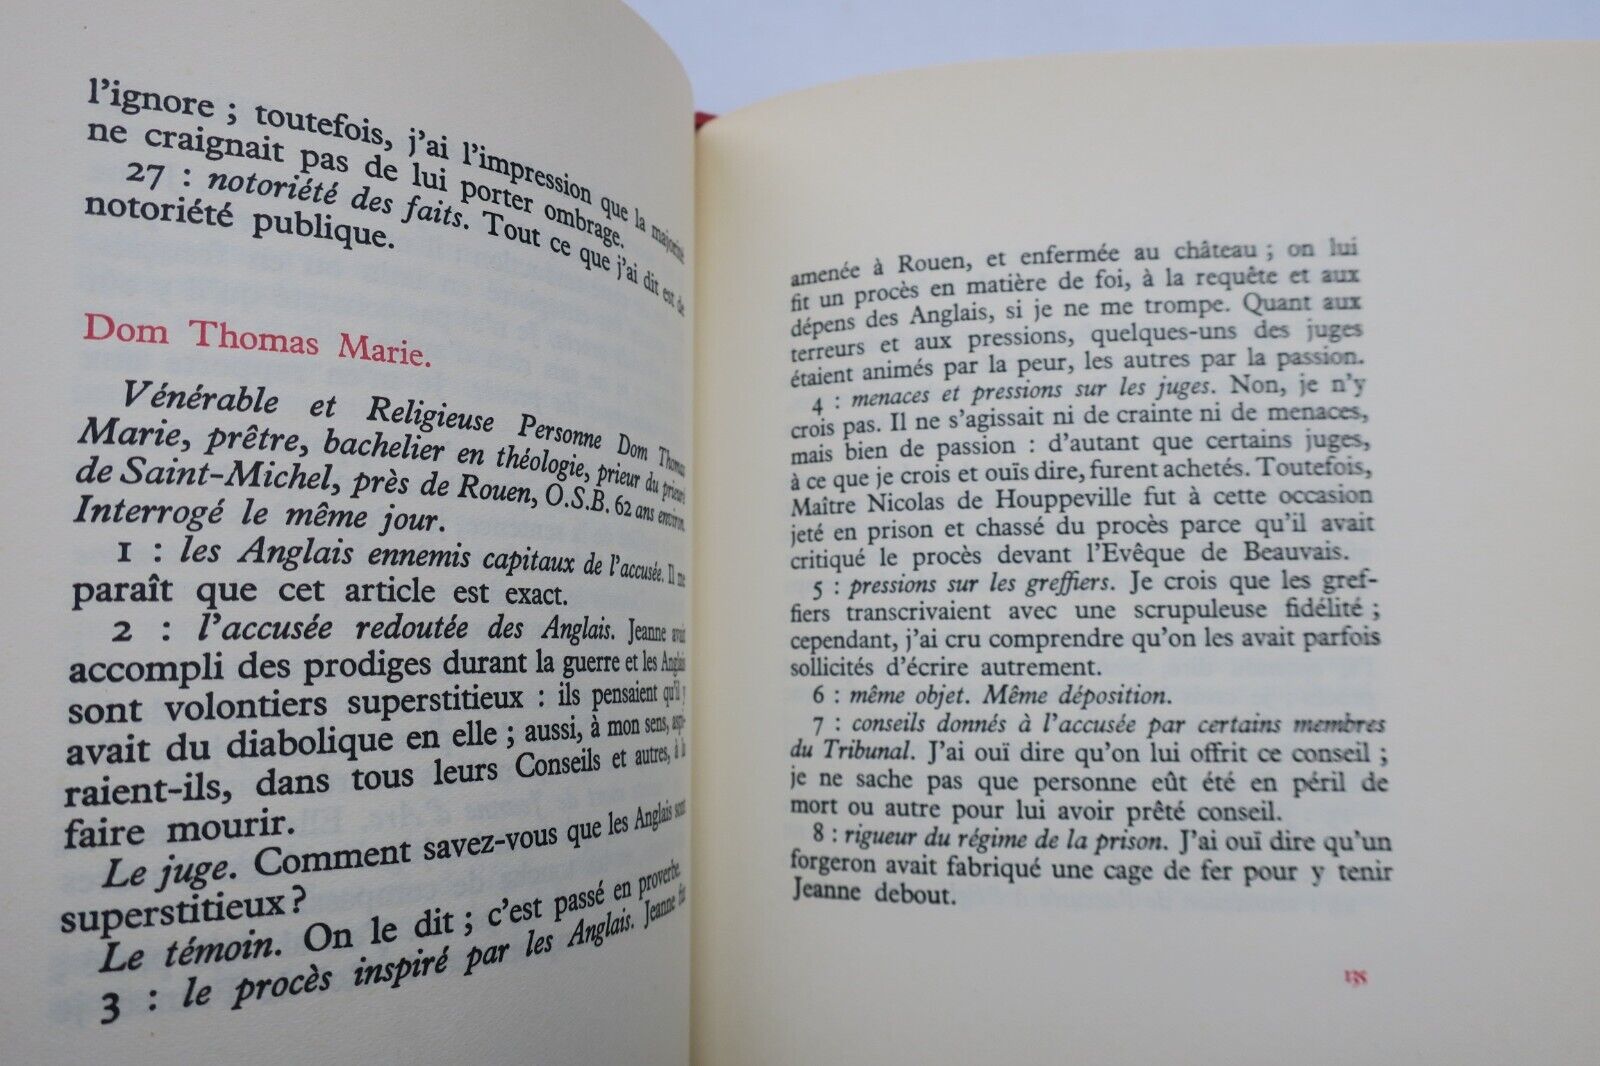 l'ignore ; toutefois, j'ai l'impression que la majorité
ne craignait pas de lui porter ombrage.
27 : notoriété des faits. Tout ce que j'ai dit est de
notoriété publique.
Dom Thomas Marie.
Vénérable et Religieuse Personne Dom Thomas
Marie, prêtre, bachelier en théologie, prieur du prieuré
de Saint-Michel, près de Rouen, O.S.B. 62 ans environ.
Interrogé le même jour.
1 : les Anglais ennemis capitaux de l'accusée. Il me
paraît que cet article est exact.
2 : l'accusée redoutée des Anglais. Jeanne avait
accompli des prodiges durant la guerre et les Anglais
sont volontiers superstitieux : ils pensaient qu'il y
avait du diabolique en elle ; aussi, à mon sens, aspi-
raient-ils, dans tous leurs Conseils et autres, à la
faire mourir.
Le juge. Comment savez-vous que les Anglais sont
superstitieux ?
Le témoin. On le dit ; c'est passé en proverbe.
3 : le procès inspiré par les Anglais. Jeanne fut
amenée à Rouen, et enfermée au château ; on lui
fit un procès en matière de foi, à la requête et aux
dépens des Anglais, si je ne me trompe. Quant aux
terreurs et aux pressions, quelques-uns des juges
étaient animés par la peur, les autres par la passion.
4 : menaces et pressions sur les juges. Non, je n'y
crois pas. Il ne s'agissait ni de crainte ni de menaces,
mais bien de passion : d'autant que certains juges,
à ce que je crois et ouïs dire, furent achetés. Toutefois,
Maître Nicolas de Houppeville fut à cette occasion
jeté en prison et chassé du procès parce qu'il avait
critiqué le procès devant l'Evêque de Beauvais.
5 : pressions sur les greffiers. Je crois que les gref-
fiers transcrivaient avec une scrupuleuse fidélité ;
cependant, j'ai cru comprendre qu'on les avait parfois
sollicités d'écrire autrement.
6 : même objet. Même déposition.
7 : conseils donnés à l'accusée par certains membres
du Tribunal. J'ai ouï dire qu'on lui offrit ce conseil ;
je ne sache pas que personne eût été en péril de
mort ou autre pour lui avoir prêté conseil.
8 : rigueur du régime de la prison. J'ai ouï dire qu'un
forgeron avait fabriqué une cage de fer pour y tenir
Jeanne debout.
135